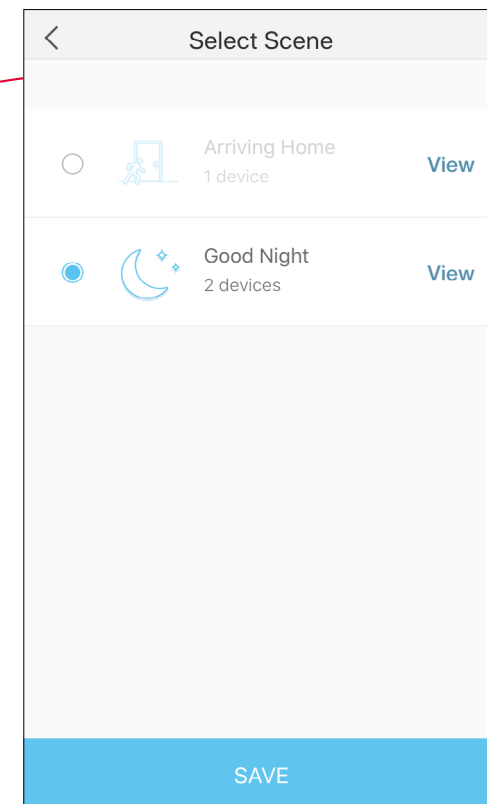 Select Scene
Arriving Home
1 device
View
Good Night
2 devices
View
SAVE